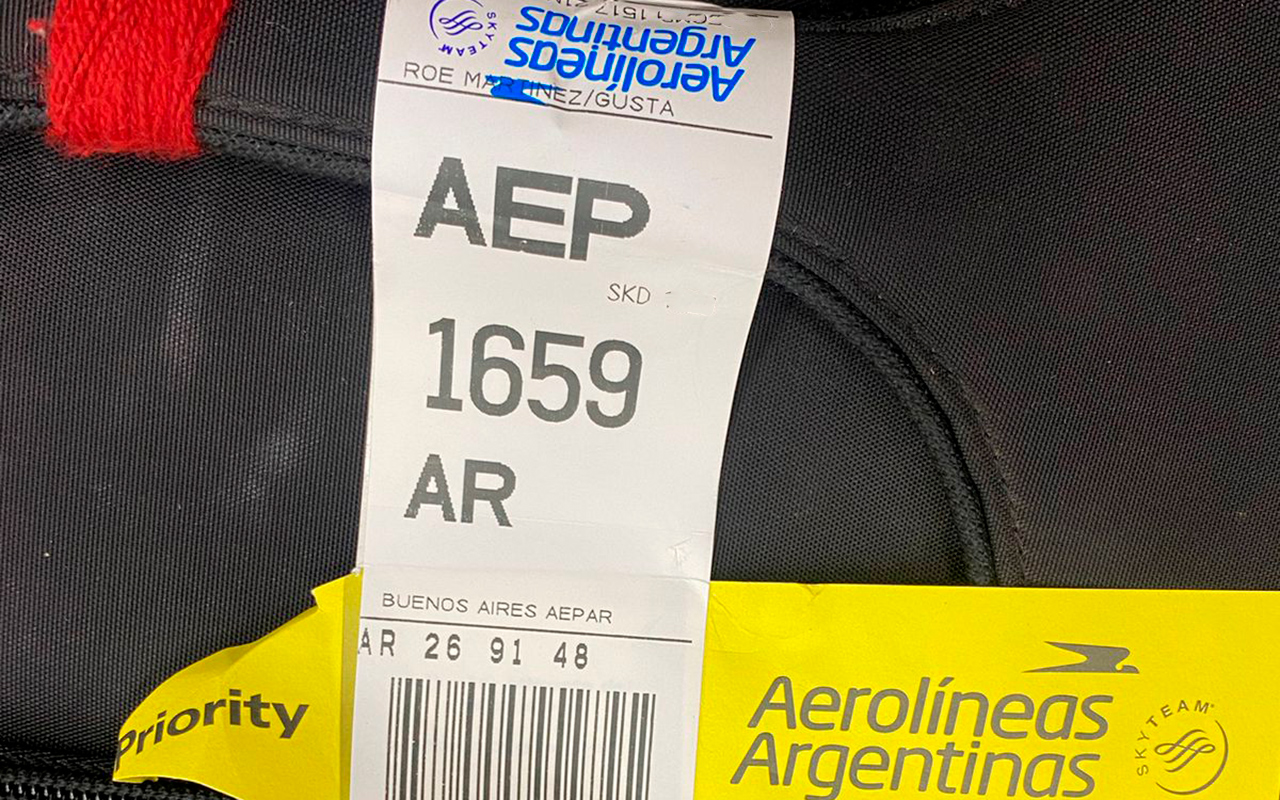 SKYTEAM
Aerolíneas
Argentinas
ROE MARTINEZ/GUSTA
AEP
SKD :
1659
AR
BUENOS AIRES AEPAR
AR 26 91 48
Priority
Aerolíneas
Argentinas
SKYTEAM